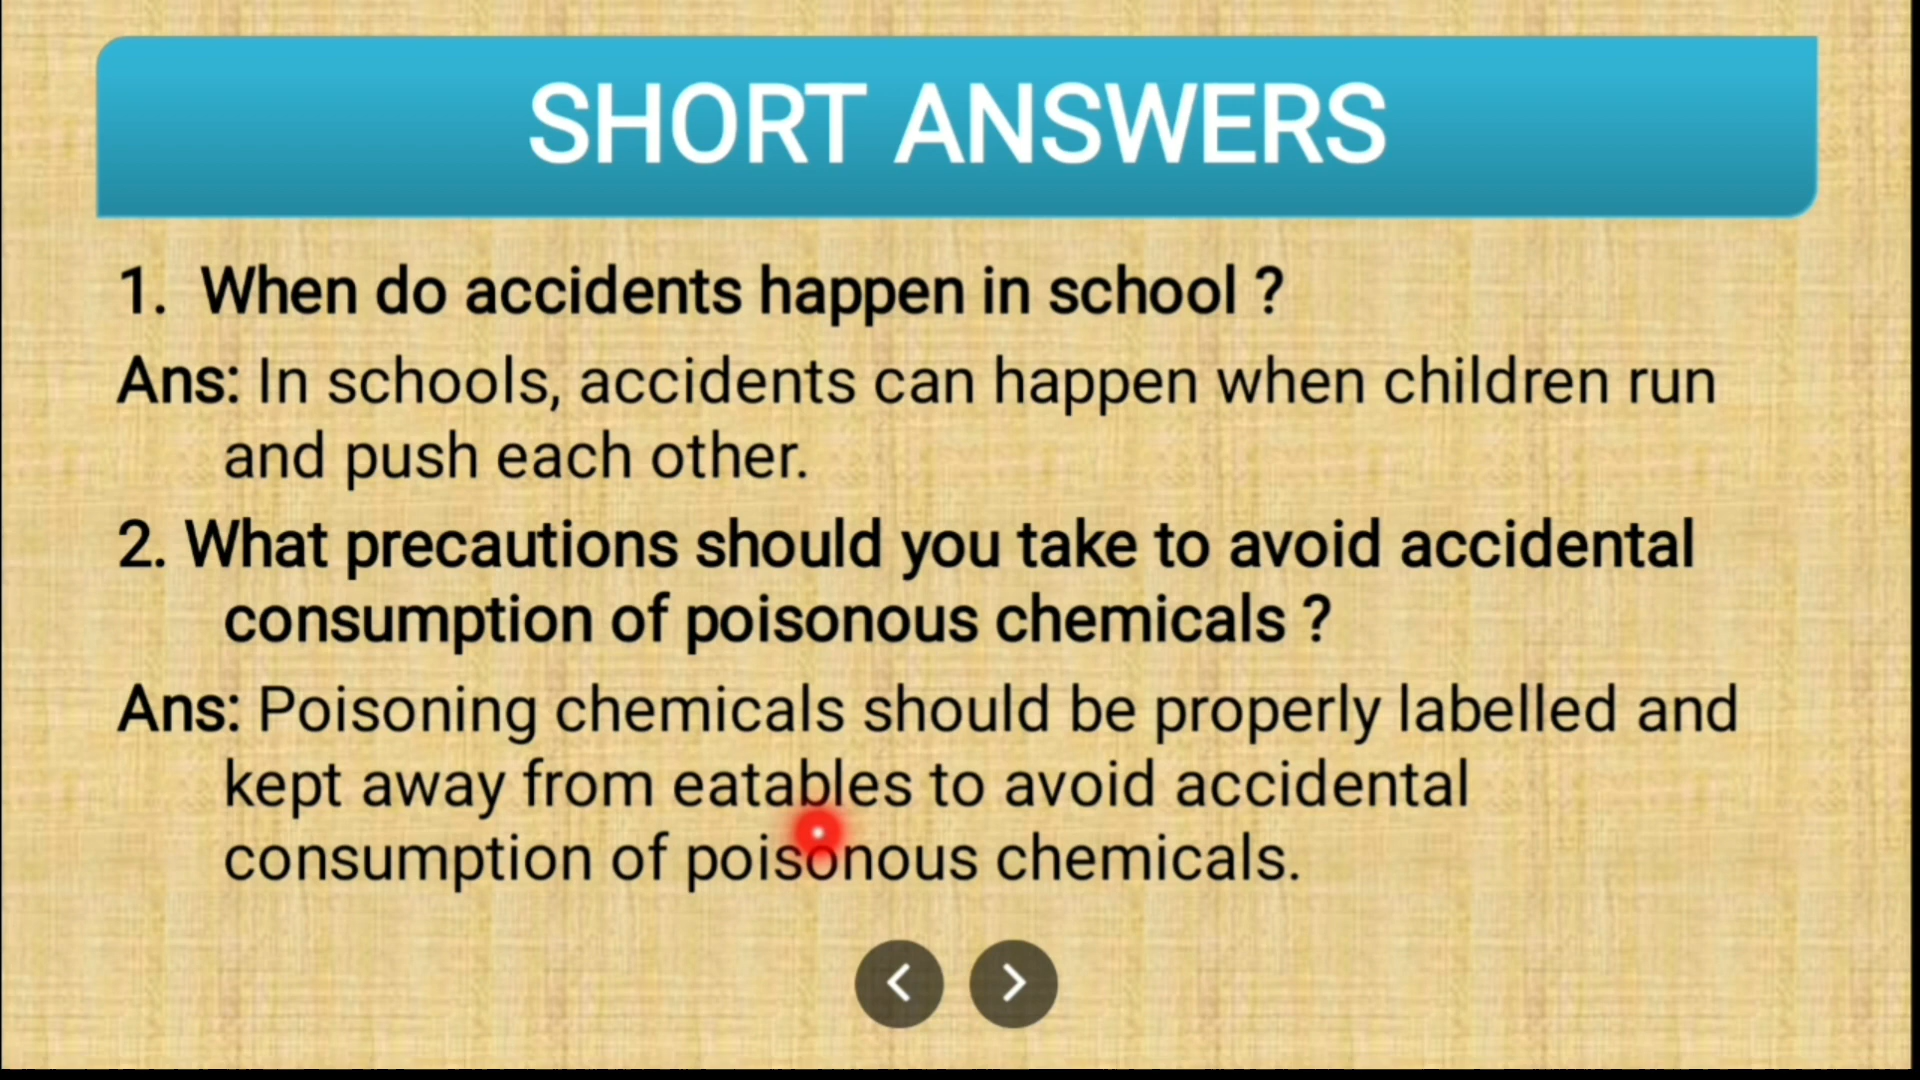 SHORT ANSWERS
1. When do accidents happen in school ?
Ans: In schools, accidents can happen when children run
and push each other.
2. What precautions should you take to avoid accidental
consumption of poisonous chemicals ?
Ans: Poisoning chemicals should be properly labelled and
kept away from eatables to avoid accidental
consumption of poisonous chemicals.